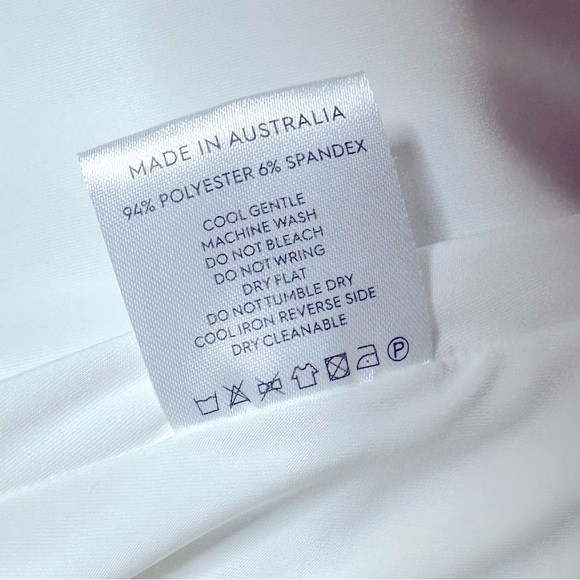 MADE IN AUSTRALIA
94% POLYESTER 6% SPANDEX
COOL GENTLE
MACHINE WASH
DO NOT BLEACH
DO NOT WRING
DRY FLAT
DO NOT TUMBLE DRY
COOL IRON REVERSE SIDE
DRY CLEANABLE
P